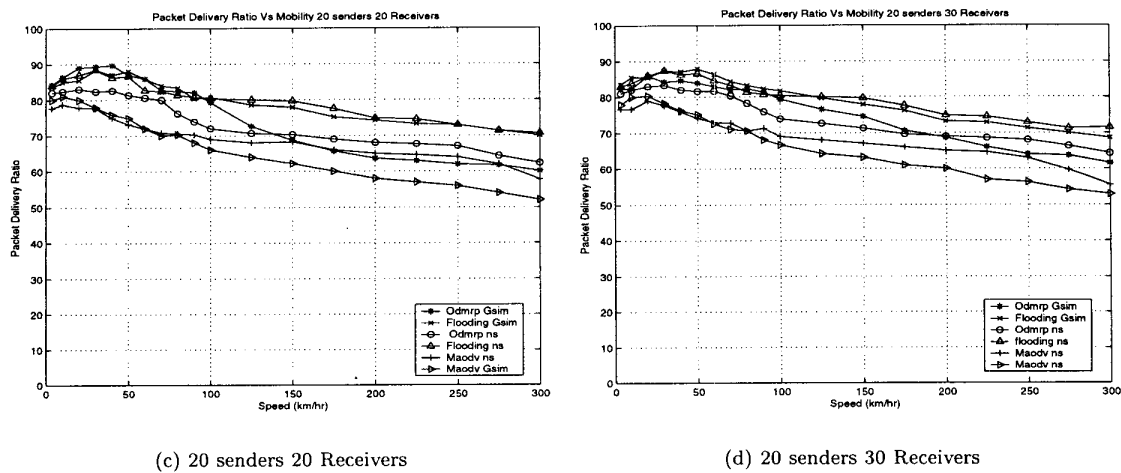 Packet Delivery Ratio Vs Mobility 20 senders 20 Receivers
100
90
80
70
60
50
40
30
20
10
0
Packet Delivery Ratio
Odmrp Gsim
Flooding Gsim
Odmrp ns
Flooding ns
Maodv ns
Maodv Gsim
0 50 100 150 200 250 300
Speed (km/hr)
(c) 20 senders 20 Receivers
Packet Delivery Ratio Vs Mobility 20 senders 30 Receivers
100
90
80
70
60
50
40
30
20
10
0
Packet Delivery Ratio
Odmrp Gsim
Flooding Gsim
Odmrp ns
flooding ns
Maodv ns
Maodv ns
0 50 100 150 200 250 300
Speed (km/hr)
(d) 20 senders 30 Receivers